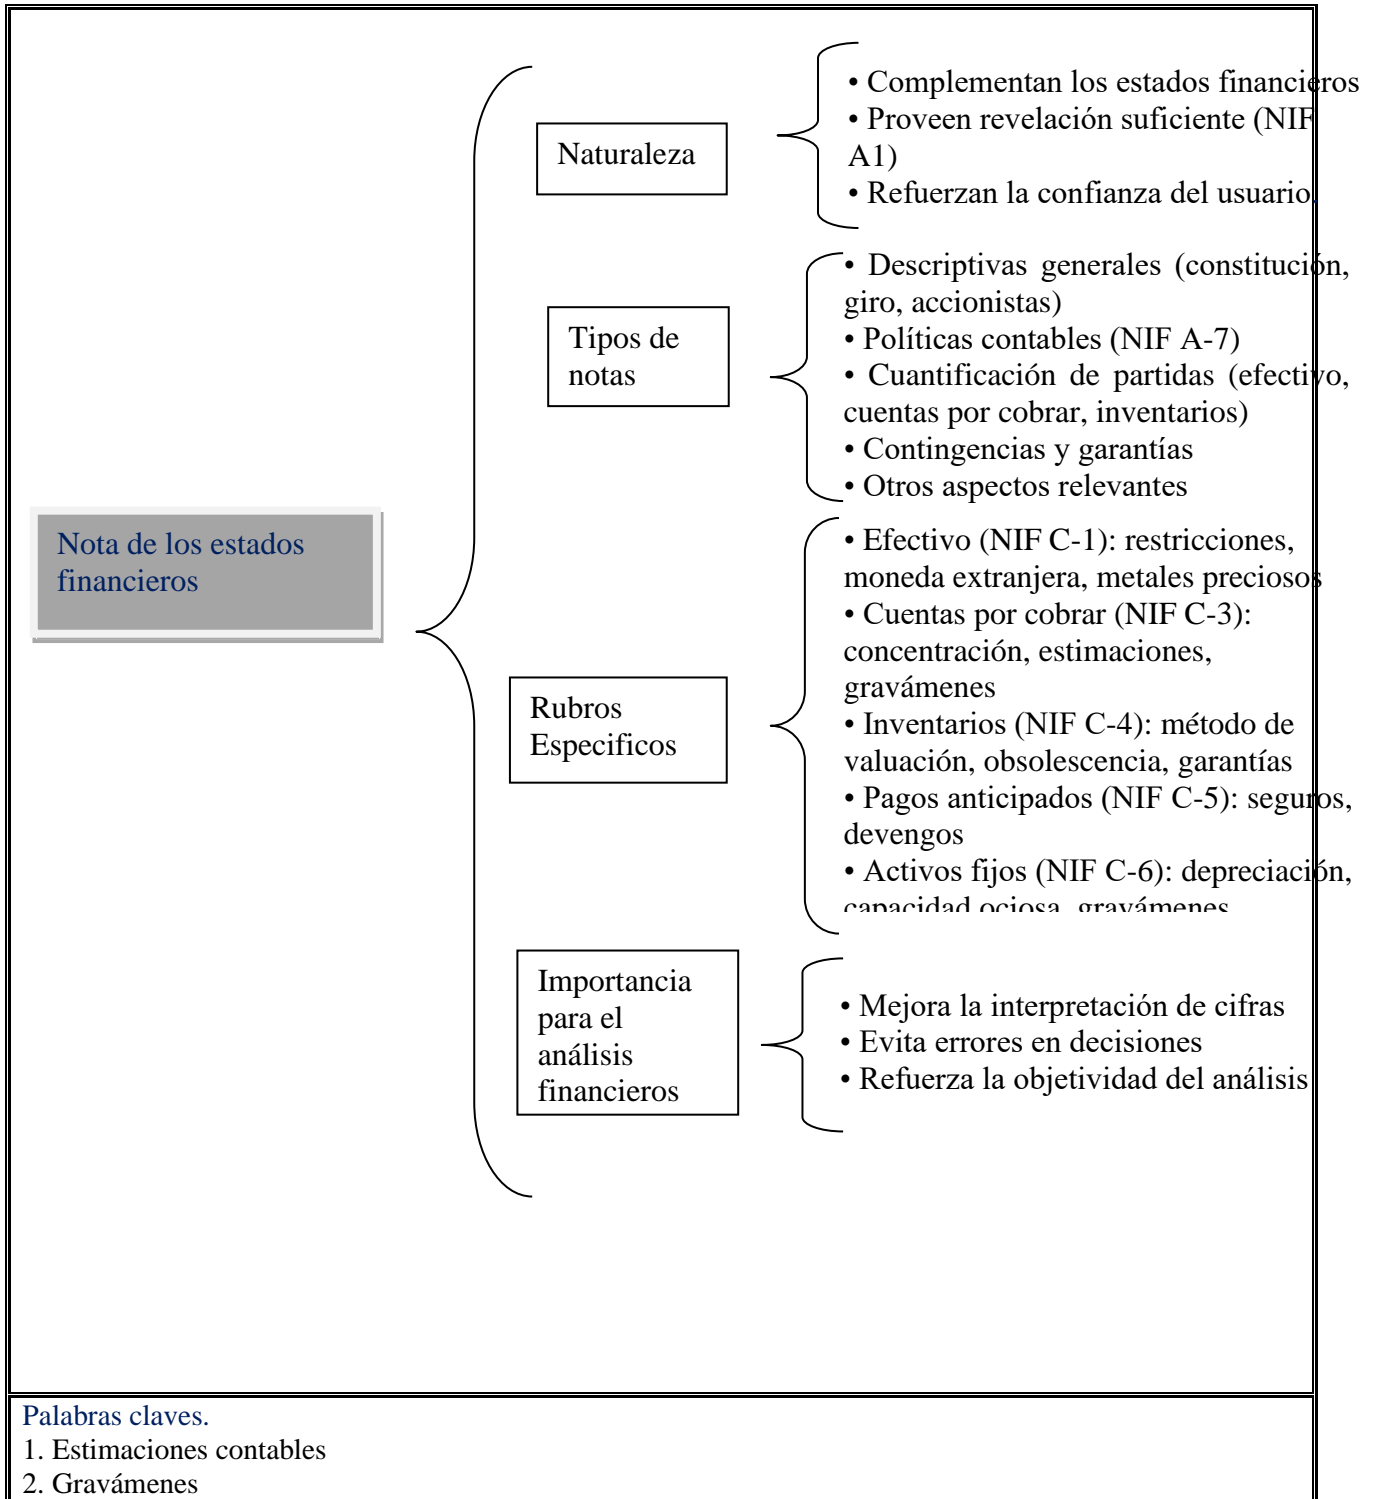 Nota de los estados
financieros
Naturaleza
• Complementan los estados financieros
• Proveen revelación suficiente (NIF
A1)
• Refuerzan la confianza del usuario.
Tipos de
notas
• Descriptivas generales (constitución,
giro, accionistas)
• Políticas contables (NIF A-7)
• Cuantificación de partidas (efectivo,
cuentas por cobrar, inventarios)
• Contingencias y garantías
• Otros aspectos relevantes
Rubros
Especificos
• Efectivo (NIF C-1): restricciones,
moneda extranjera, metales preciosos
• Cuentas por cobrar (NIF C-3):
concentración, estimaciones,
gravámenes
• Inventarios (NIF C-4): método de
valuación, obsolescencia, garantías
• Pagos anticipados (NIF C-5): seguros,
devengos
• Activos fijos (NIF C-6): depreciación,
capacidad ociosa, gravámenes
Importancia
para el
análisis
financieros
• Mejora la interpretación de cifras
• Evita errores en decisiones
• Refuerza la objetividad del análisis
Palabras claves.
1. Estimaciones contables
2. Gravámenes